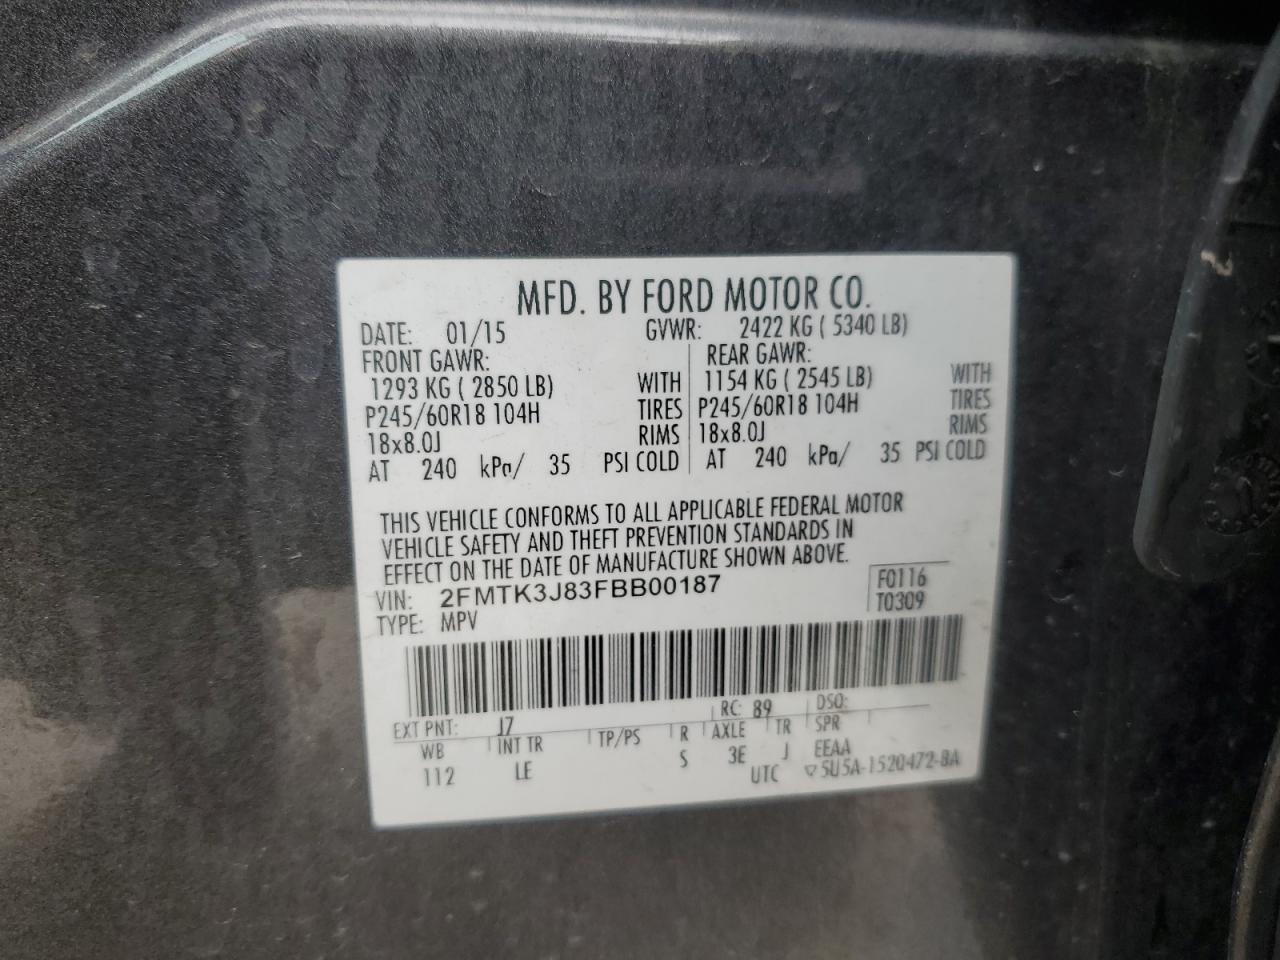 MFD. BY FORD MOTOR CO.
DATE: 01/15 GVWR: 2422 KG ( 5340 LB)
FRONT GAWR: REAR GAWR:
1293 KG ( 2850 LB) WITH 1154 KG ( 2545 LB) WITH
P245/60R18 104H TIRES P245/60R18 104H TIRES
18x8.0J RIMS 18x8.0J RIMS
AT 240 kPa/ 35 PSI COLD AT 240 kPa/ 35 PSI COLD
THIS VEHICLE CONFORMS TO ALL APPLICABLE FEDERAL MOTOR
VEHICLE SAFETY AND THEFT PREVENTION STANDARDS IN
EFFECT ON THE DATE OF MANUFACTURE SHOWN ABOVE.
VIN: 2FMTK3J83FBB00187 F0116
TYPE: MPV T0309
EXT PNT: J7 RC: 89 DSO:
WB INT TR TP/PS R AXLE TR SPR
112 LE S 3E J EEAA
UTC ▽5U5A-1520472-BA